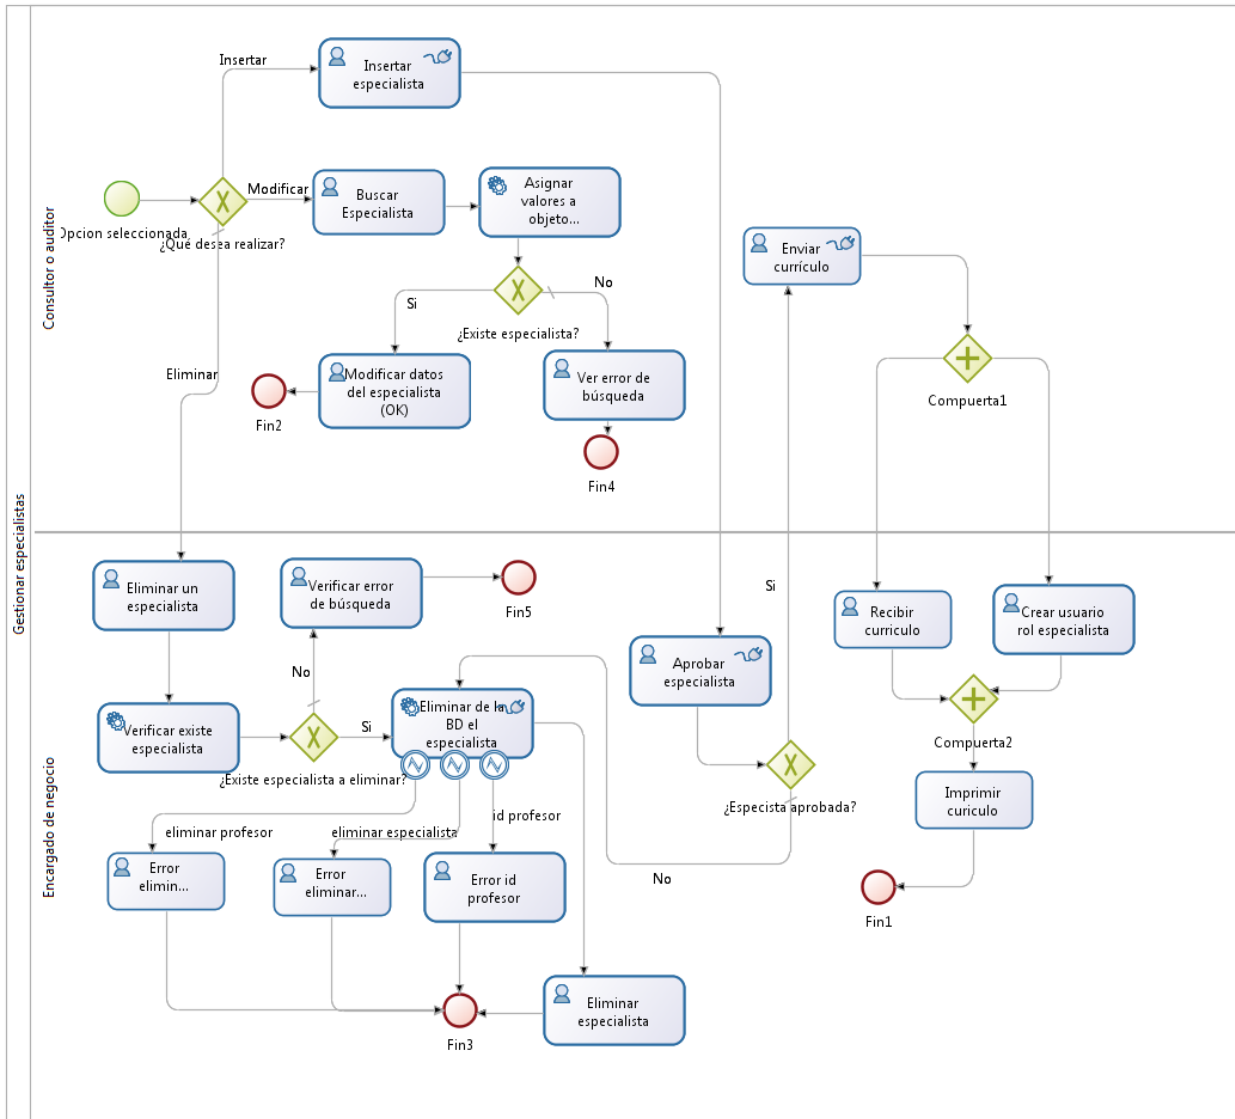 Gestionar especialistas
Consultor o auditor
Insertar
Insertar
especialista
Opcion seleccionada
¿Qué desea realizar?
Modificar
Buscar
Especialista
Asignar
valores a
objeto...
Si
No
¿Existe especialista?
Eliminar
Modificar datos
del especialista
(OK)
Fin2
Ver error de
búsqueda
Fin4
Enviar
currículo
Compuerta1
Encargado de negocio
Eliminar un
especialista
Verificar error
de búsqueda
Fin5
No
Verificar existe
especialista
¿Existe especialista a eliminar?
Si
Eliminar de la
BD el
especialista
eliminar profesor
eliminar especialista
id profesor
Error
elimin...
Error
eliminar...
Error id
profesor
Fin3
Eliminar
especialista
Si
Aprobar
especialista
¿Especista aprobada?
No
Recibir
curriculo
Crear usuario
rol especialista
Compuerta2
Imprimir
curiculo
Fin1